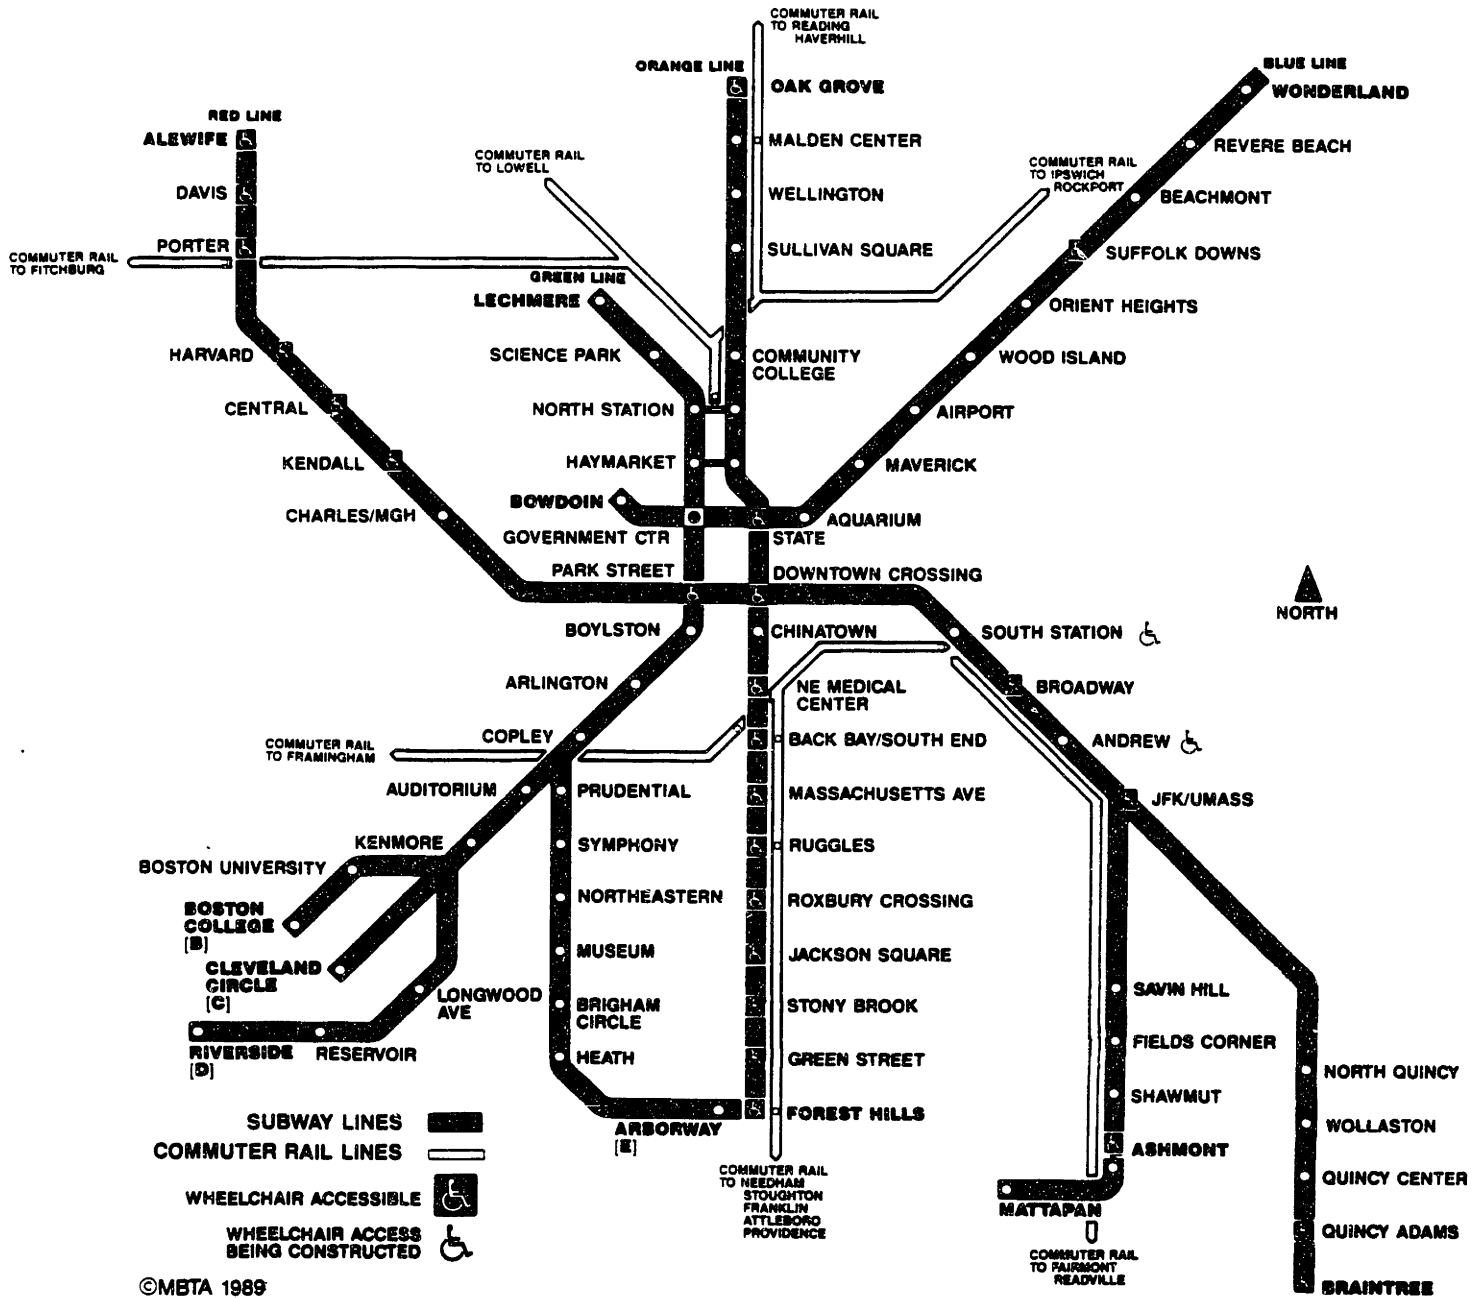 COMMUTER RAIL
TO READING
HAVERHILL
ORANGE LINE
OAK GROVE
BLUE LINE
WONDERLAND
RED LINE
ALEWIFE
MALDEN CENTER
REVERE BEACH
COMMUTER RAIL
TO LOWELL
COMMUTER RAIL
TO IPSWICH
ROCKPORT
DAVIS
WELLINGTON
BEACHMONT
PORTER
COMMUTER RAIL
TO FITCHBURG
SULLIVAN SQUARE
SUFFOLK DOWNS
GREEN LINE
LECHMERE
ORIENT HEIGHTS
HARVARD
SCIENCE PARK
COMMUNITY
COLLEGE
WOOD ISLAND
CENTRAL
NORTH STATION
AIRPORT
KENDALL
HAYMARKET
MAVERICK
BOWDOIN
CHARLES/MGH
AQUARIUM
GOVERNMENT CTR
STATE
PARK STREET
DOWNTOWN CROSSING
NORTH
BOYLSTON
CHINATOWN
SOUTH STATION
ARLINGTON
NE MEDICAL
CENTER
BROADWAY
COPLEY
BACK BAY/SOUTH END
ANDREW
COMMUTER RAIL
TO FRAMINGHAM
AUDITORIUM
PRUDENTIAL
MASSACHUSETTS AVE
JFK/UMASS
KENMORE
SYMPHONY
RUGGLES
BOSTON UNIVERSITY
NORTHEASTERN
ROXBURY CROSSING
BOSTON
COLLEGE
[B]
MUSEUM
JACKSON SQUARE
CLEVELAND
CIRCLE
[C]
LONGWOOD
AVE
BRIGHAM
CIRCLE
STONY BROOK
SAVIN HILL
RIVERSIDE
[D]
RESERVOIR
HEATH
GREEN STREET
FIELDS CORNER
NORTH QUINCY
SHAWMUT
ARBORWAY
[E]
FOREST HILLS
WOLLASTON
ASHMONT
SUBWAY LINES
COMMUTER RAIL LINES
COMMUTER RAIL
TO NEEDHAM
STOUGHTON
FRANKLIN
ATTLEBORO
PROVIDENCE
QUINCY CENTER
MATTAPAN
WHEELCHAIR ACCESSIBLE
WHEELCHAIR ACCESS
BEING CONSTRUCTED
QUINCY ADAMS
COMMUTER RAIL
TO FAIRMONT
READVILLE
BRAINTREE
©MBTA 1989